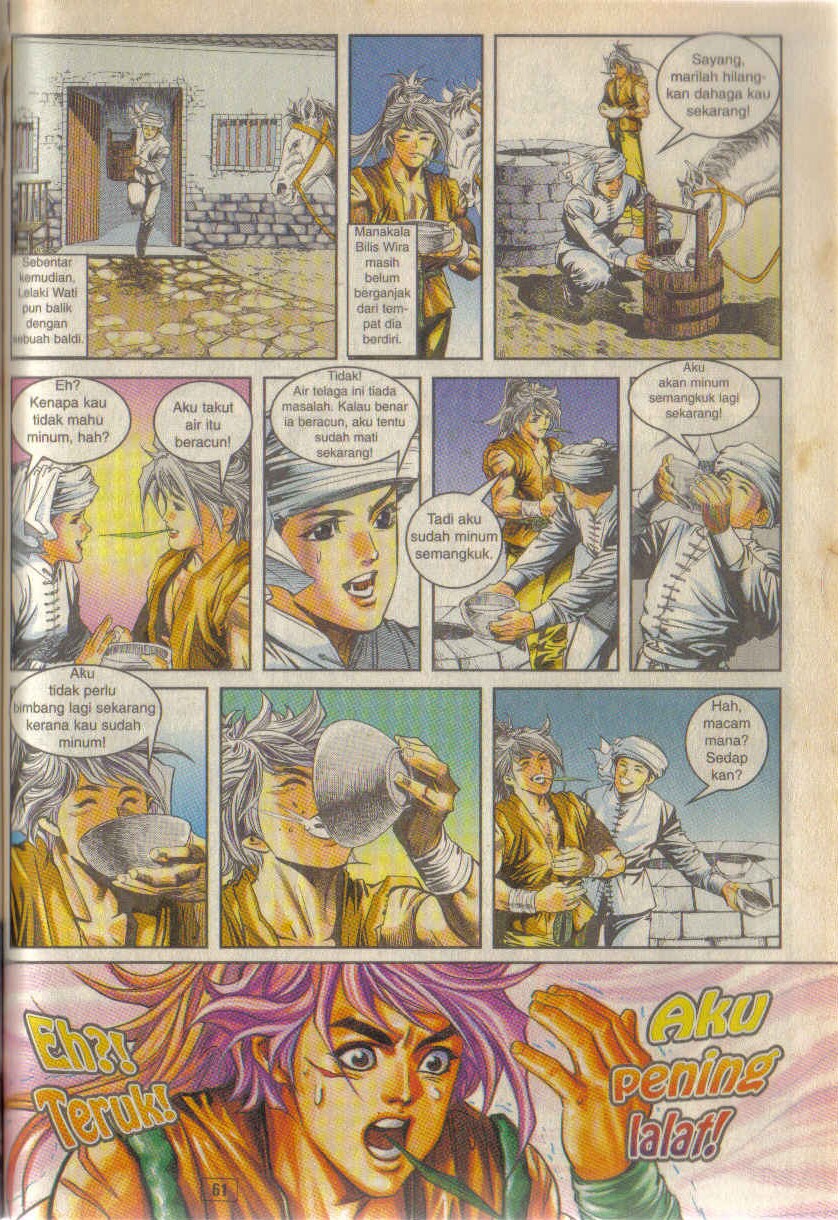 Sebentar
kemudian,
Lelaki Wati
pun balik
dengan
sebuah baldi.
Manakala
Bilis Wira
masih
belum
berganjak
dari tem-
pat dia
berdiri.
Sayang,
marilah hilang-
kan dahaga kau
sekarang!
Eh?
Kenapa kau
tidak mahu
minum, hah?
Aku takut
air itu
beracun!
Tidak!
Air telaga ini tiada
masalah. Kalau benar
ia beracun, aku tentu
sudah mati
sekarang!
Tadi aku
sudah minum
semangkuk.
Aku
akan minum
semangkuk lagi
sekarang!
Aku
tidak perlu
bimbang lagi sekarang
kerana kau sudah
minum!
Hah,
macam
mana?
Sedap
kan?
Eh?!
Teruk!
Aku
pening
lalat!
61